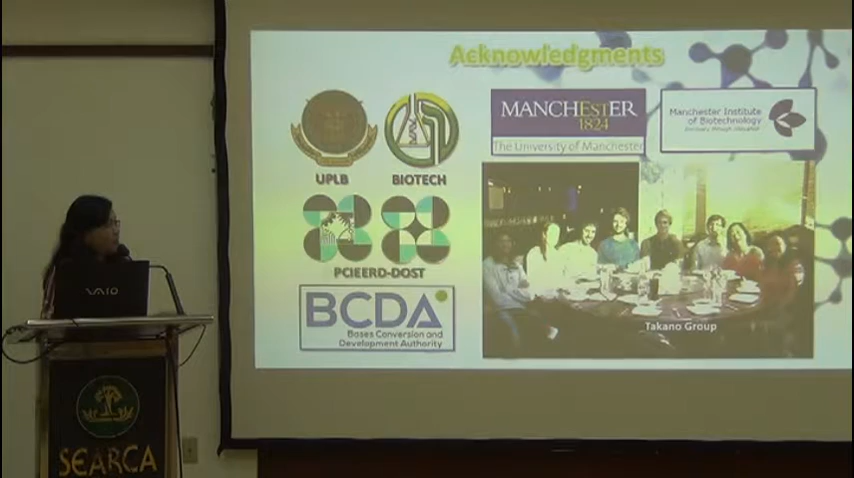 Acknowledgments
UPLB
BIOTECH
PCIEERD-DOST
BCDA
Bases Conversion and
Development Authority
MANCHESTER
1824
The University of Manchester
Manchester Institute
of Biotechnology
Takano Group
VAIO
SEARCA